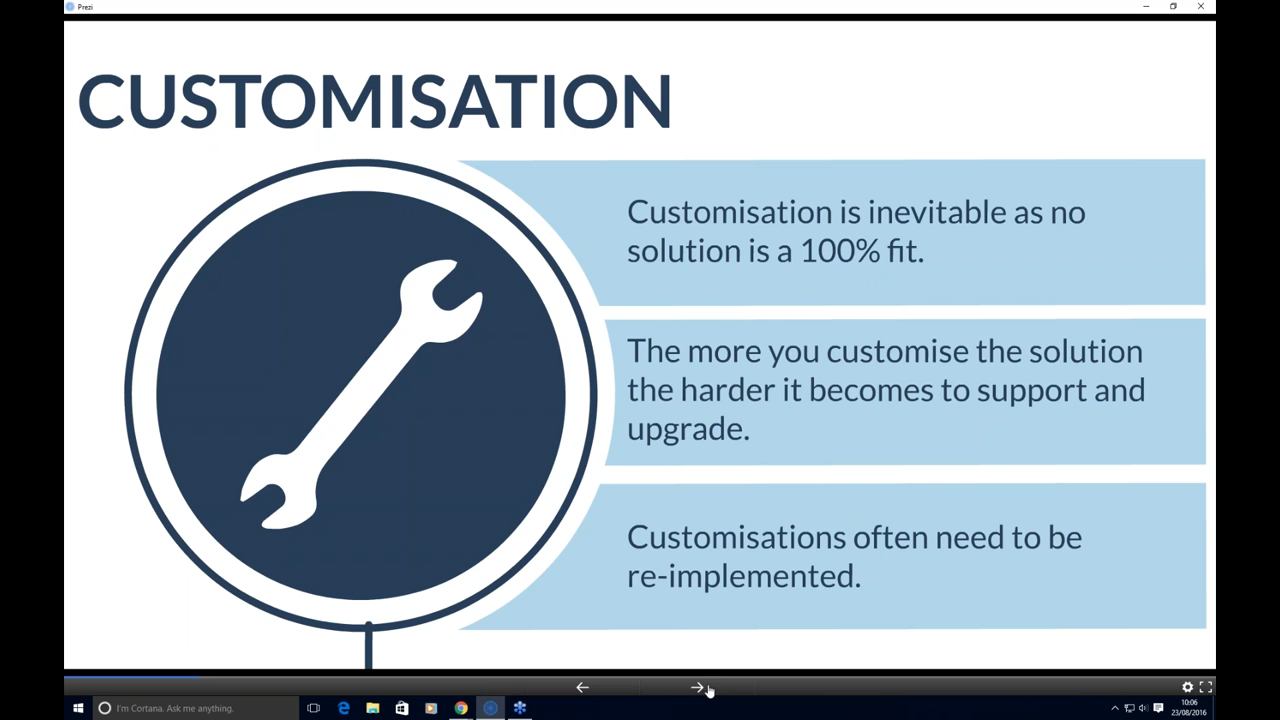 Prezi
CUSTOMISATION
Customisation is inevitable as no
solution is a 100% fit.
The more you customise the solution
the harder it becomes to support and
upgrade.
Customisations often need to be
re-implemented.
I'm Cortana. Ask me anything.
10:06
23/08/2016